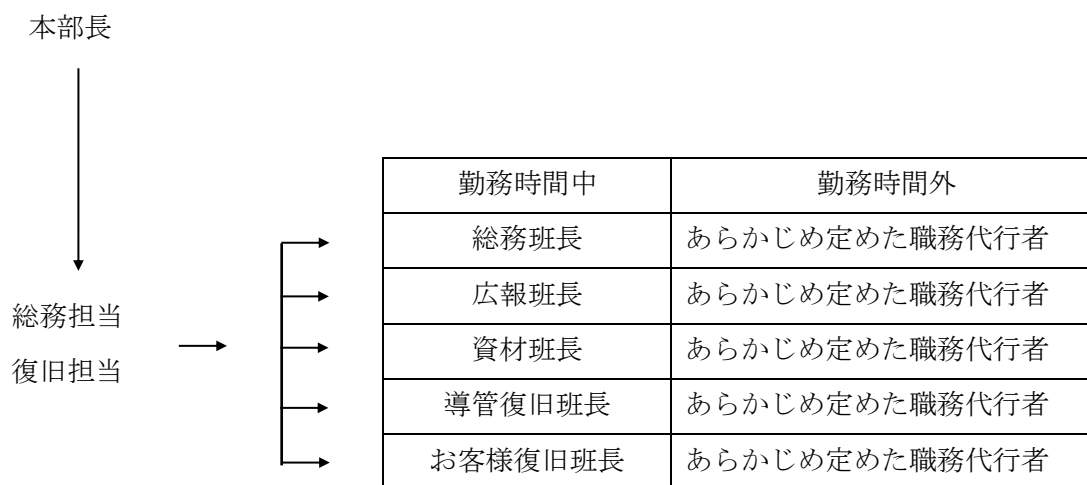 本部長
総務担当
復旧担当
勤務時間中 勤務時間外
総務班長 あらかじめ定めた職務代行者
広報班長 あらかじめ定めた職務代行者
資材班長 あらかじめ定めた職務代行者
導管復旧班長 あらかじめ定めた職務代行者
お客様復旧班長 あらかじめ定めた職務代行者